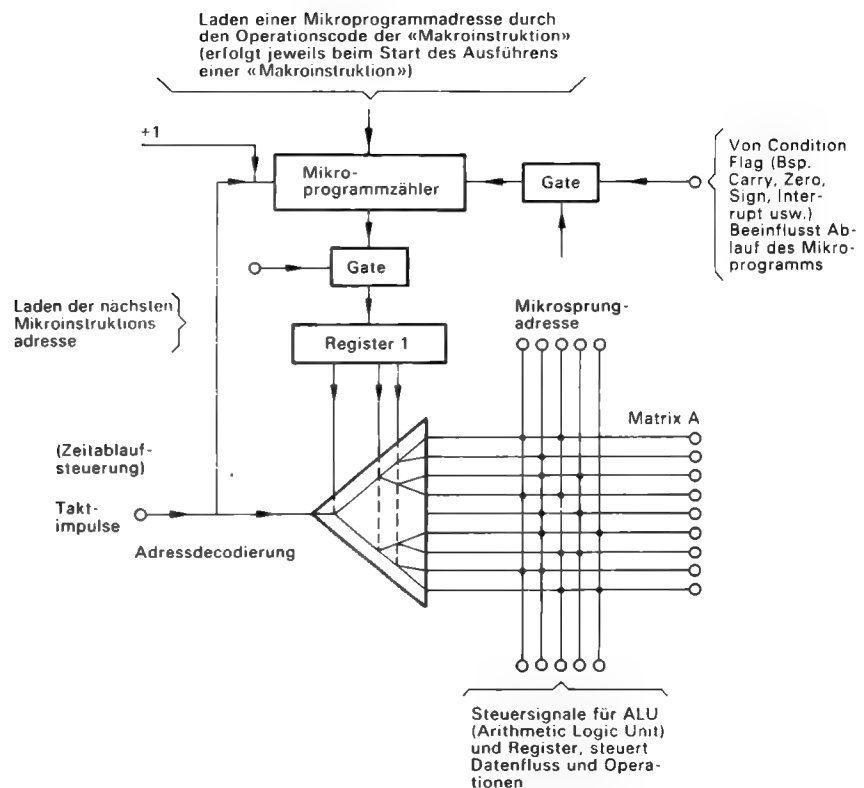 Laden einer Mikroprogrammadresse durch
den Operationscode der «Makroinstruktion»
(erfolgt jeweils beim Start des Ausführens
einer «Makroinstruktion»)
+1
Mikro-
programmzähler
Gate
Von Condition
Flag (Bsp.
Carry, Zero,
Sign, Inter-
rupt usw.)
Beeinflusst Ab-
lauf des Mikro-
programms
Gate
Laden der nächsten
Mikroinstruktions
adresse
Register 1
Mikrosprung-
adresse
Matrix A
(Zeitablauf-
steuerung)
Takt-
impulse
Adressdecodierung
Steuersignale für ALU
(Arithmetic Logic Unit)
und Register, steuert
Datenfluss und Opera-
tionen